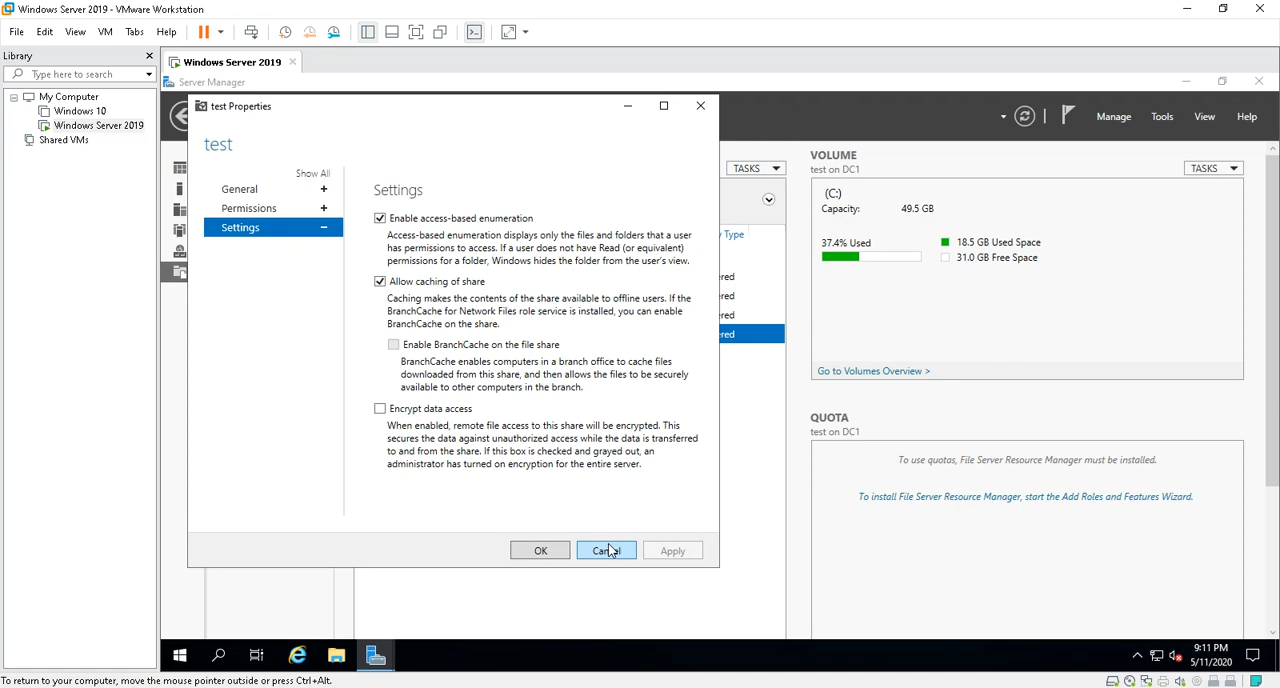 Windows Server 2019 - VMware Workstation
File Edit View VM Tabs Help
Library
Type here to search
My Computer
Windows 10
Windows Server 2019
Shared VMs
Windows Server 2019
Server Manager
Manage Tools View Help
test Properties
test
Show All
General
Permissions
Settings
Settings
Enable access-based enumeration
Access-based enumeration displays only the files and folders that a user
has permissions to access. If a user does not have Read (or equivalent)
permissions for a folder, Windows hides the folder from the user's view.
Allow caching of share
Caching makes the contents of the share available to offline users. If the
BranchCache for Network Files role service is installed, you can enable
BranchCache on the share.
Enable BranchCache on the file share
BranchCache enables computers in a branch office to cache files
downloaded from this share, and then allows the files to be securely
available to other computers in the branch.
Encrypt data access
When enabled, remote file access to this share will be encrypted. This
secures the data against unauthorized access while the data is transferred
to and from the share. If this box is checked and grayed out, an
administrator has turned on encryption for the entire server.
OK Cancel Apply
TASKS
y Type
ered
ered
ered
ered
VOLUME
test on DC1
TASKS
(C:)
Capacity: 49.5 GB
37.4% Used
18.5 GB Used Space
31.0 GB Free Space
Go to Volumes Overview >
QUOTA
test on DC1
To use quotas, File Server Resource Manager must be installed.
To install File Server Resource Manager, start the Add Roles and Features Wizard.
9:11 PM
5/11/2020
To return to your computer, move the mouse pointer outside or press Ctrl+Alt.